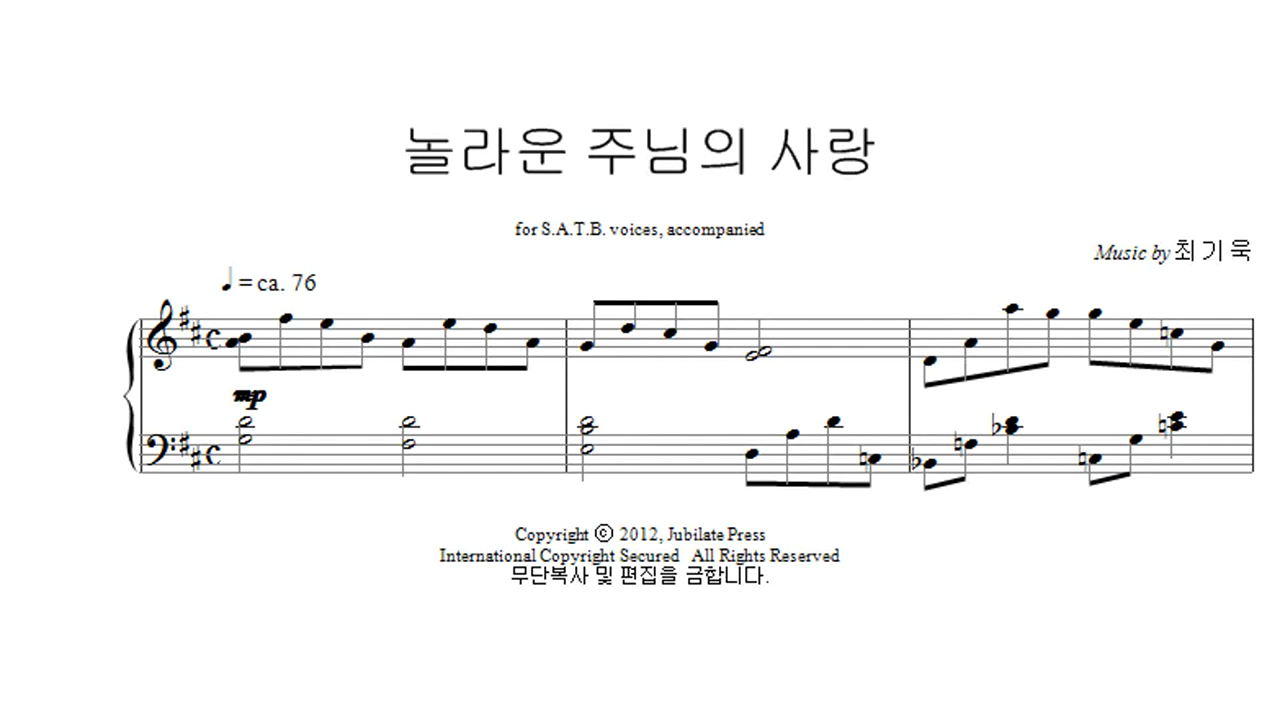 놀라운 주님의 사랑
for S.A.T.B. voices, accompanied
Music by 최 기 욱
♩ = ca. 76
mp
Copyright ⓒ 2012, Jubilate Press
International Copyright Secured All Rights Reserved
무단복사 및 편집을 금합니다.